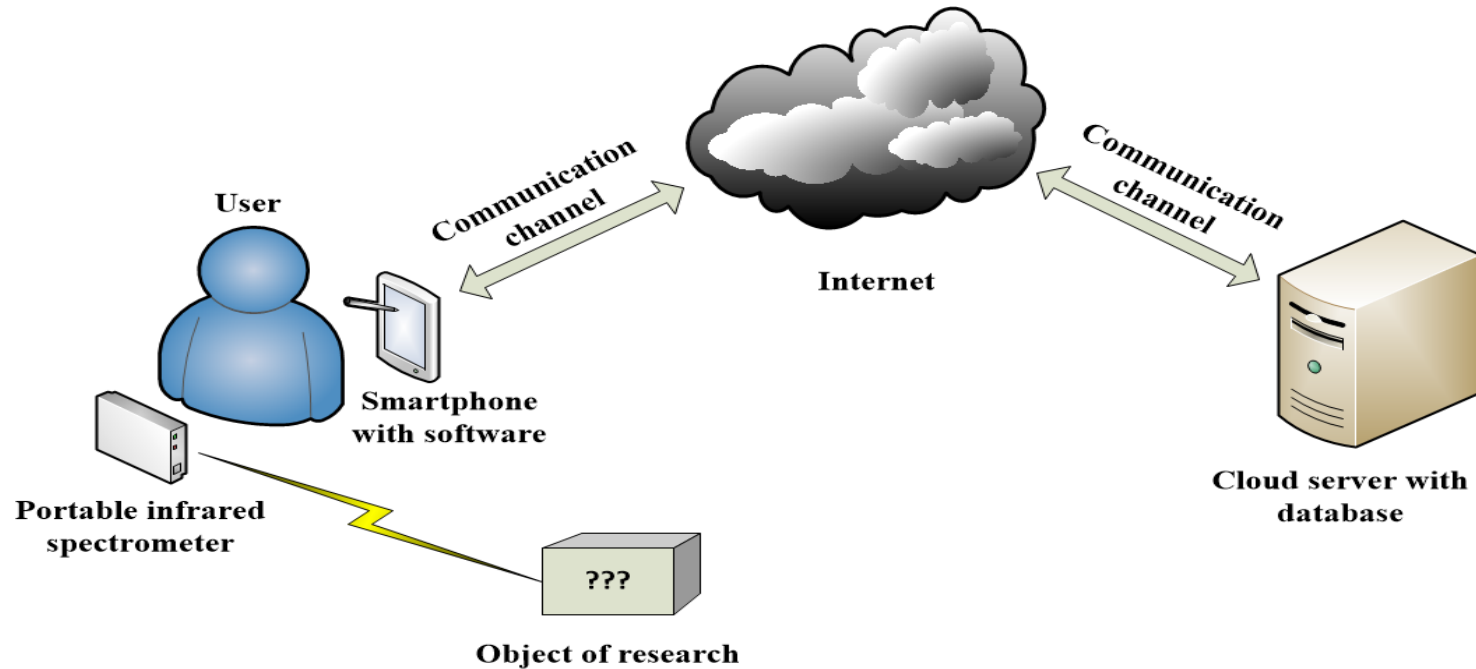 User
Communication
channel
Internet
Communication
channel
Smartphone
with software
Portable infrared
spectrometer
???
Object of research
Cloud server with
database